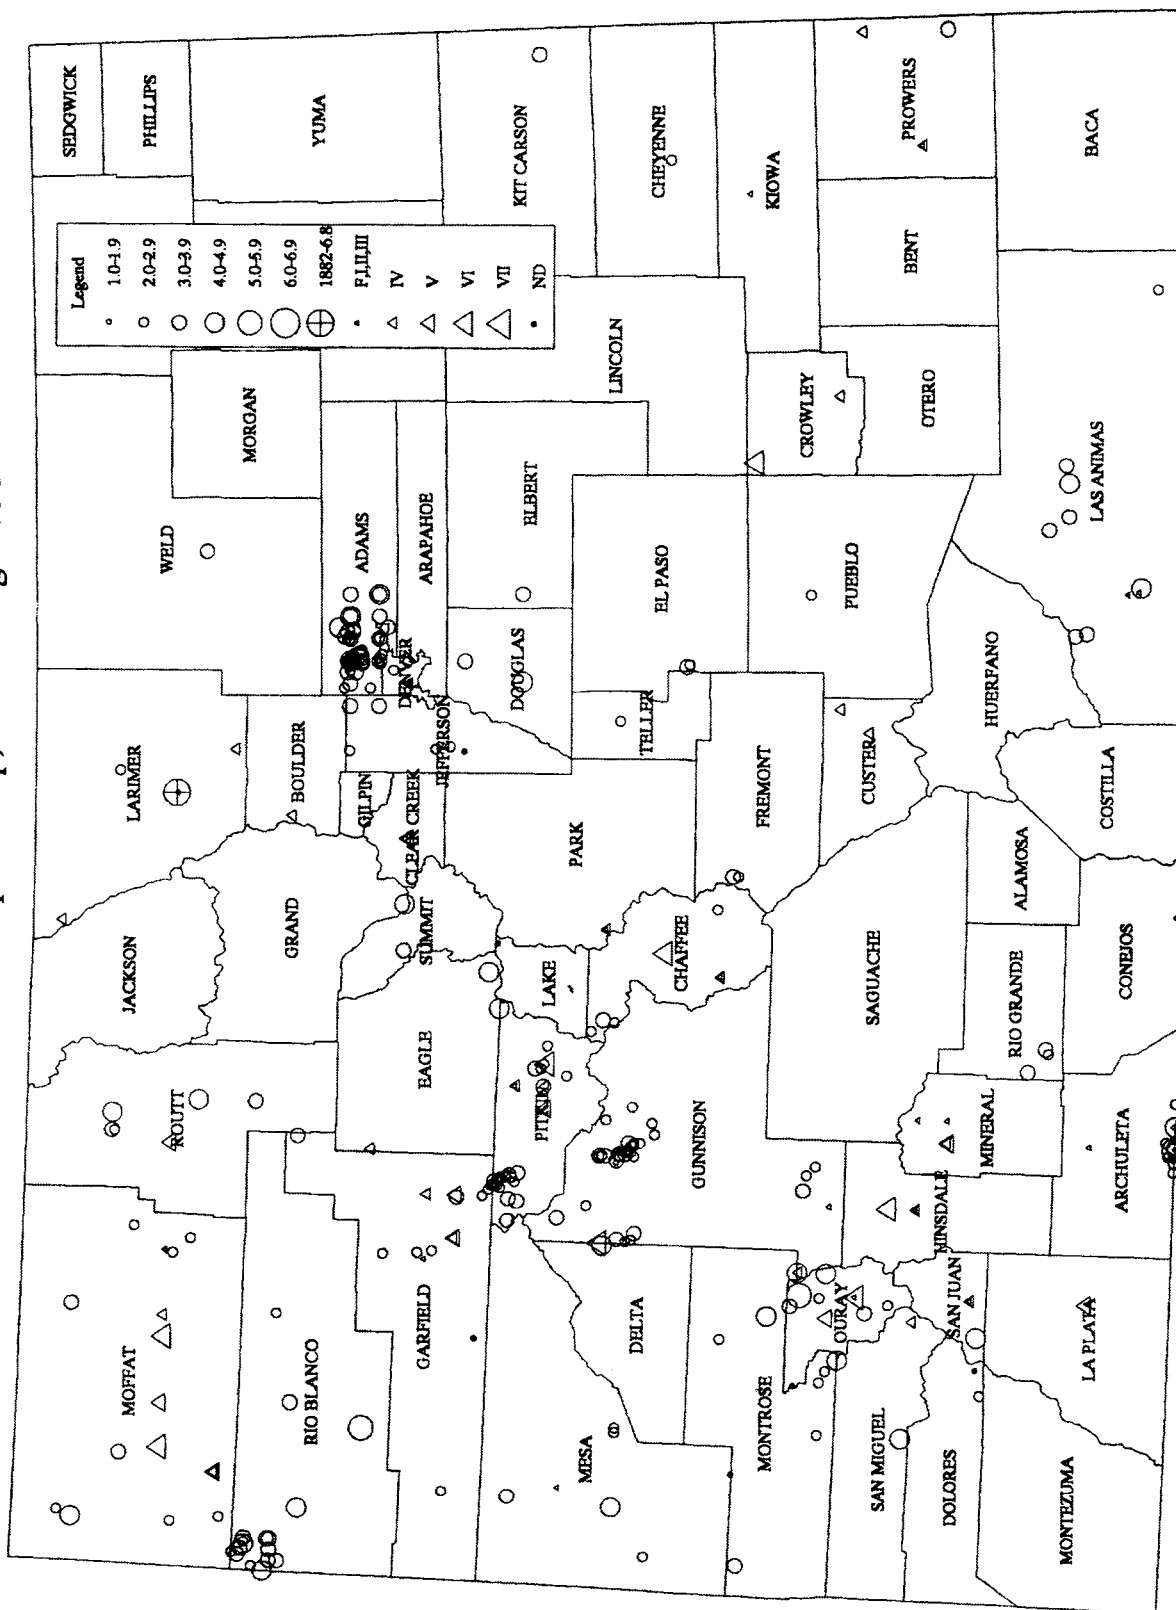 SEDGWICK
PHILLIPS
YUMA
KIT CARSON
CHEYENNE
KIOWA
PROWERS
BACA
BENT
Legend
1.0-1.9
2.0-2.9
3.0-3.9
4.0-4.9
5.0-5.9
6.0-6.9
1882-6.8
F,I,II,III
IV
V
VI
VII
ND
LINCOLN
CROWLEY
OTERO
LAS ANIMAS
MORGAN
WELD
ADAMS
ARAPAHOE
ELBERT
EL PASO
PUEBLO
HUERFANO
DENVER
DOUGLAS
LARIMER
BOULDER
GILPIN
CLEAR CREEK
JEFFERSON
TELLER
PARK
FREMONT
CUSTER
COSTILLA
ALAMOSA
JACKSON
GRAND
SUMMIT
LAKE
CHAFFEE
SAGUACHE
RIO GRANDE
CONEJOS
ROUTT
EAGLE
PITKIN
GUNNISON
MINERAL
ARCHULETA
HINSDALE
MOFFAT
RIO BLANCO
GARFIELD
DELTA
MESA
MONTROSE
OURAY
SAN JUAN
LA PLATA
SAN MIGUEL
DOLORES
MONTEZUMA